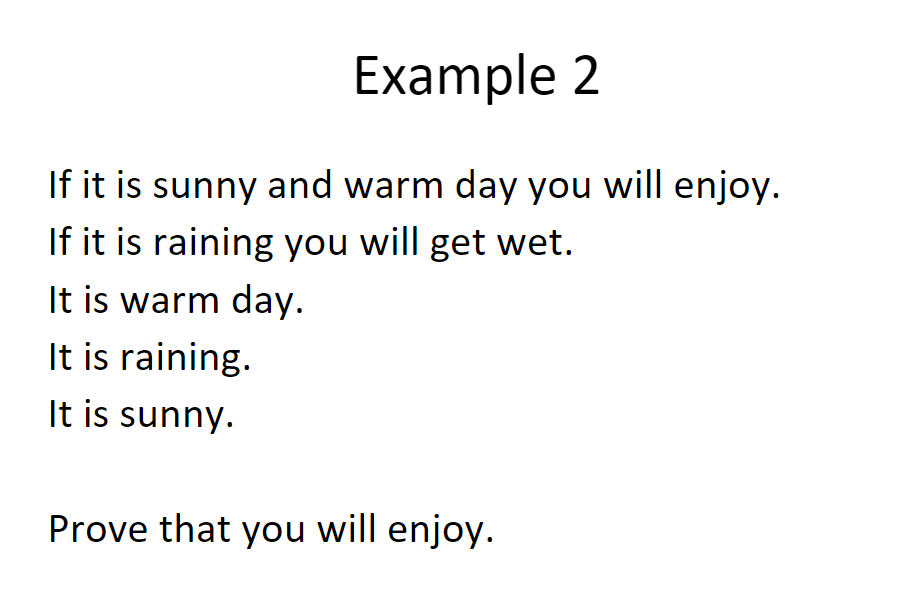 Example 2
If it is sunny and warm day you will enjoy.
If it is raining you will get wet.
It is warm day.
It is raining.
It is sunny.
Prove that you will enjoy.